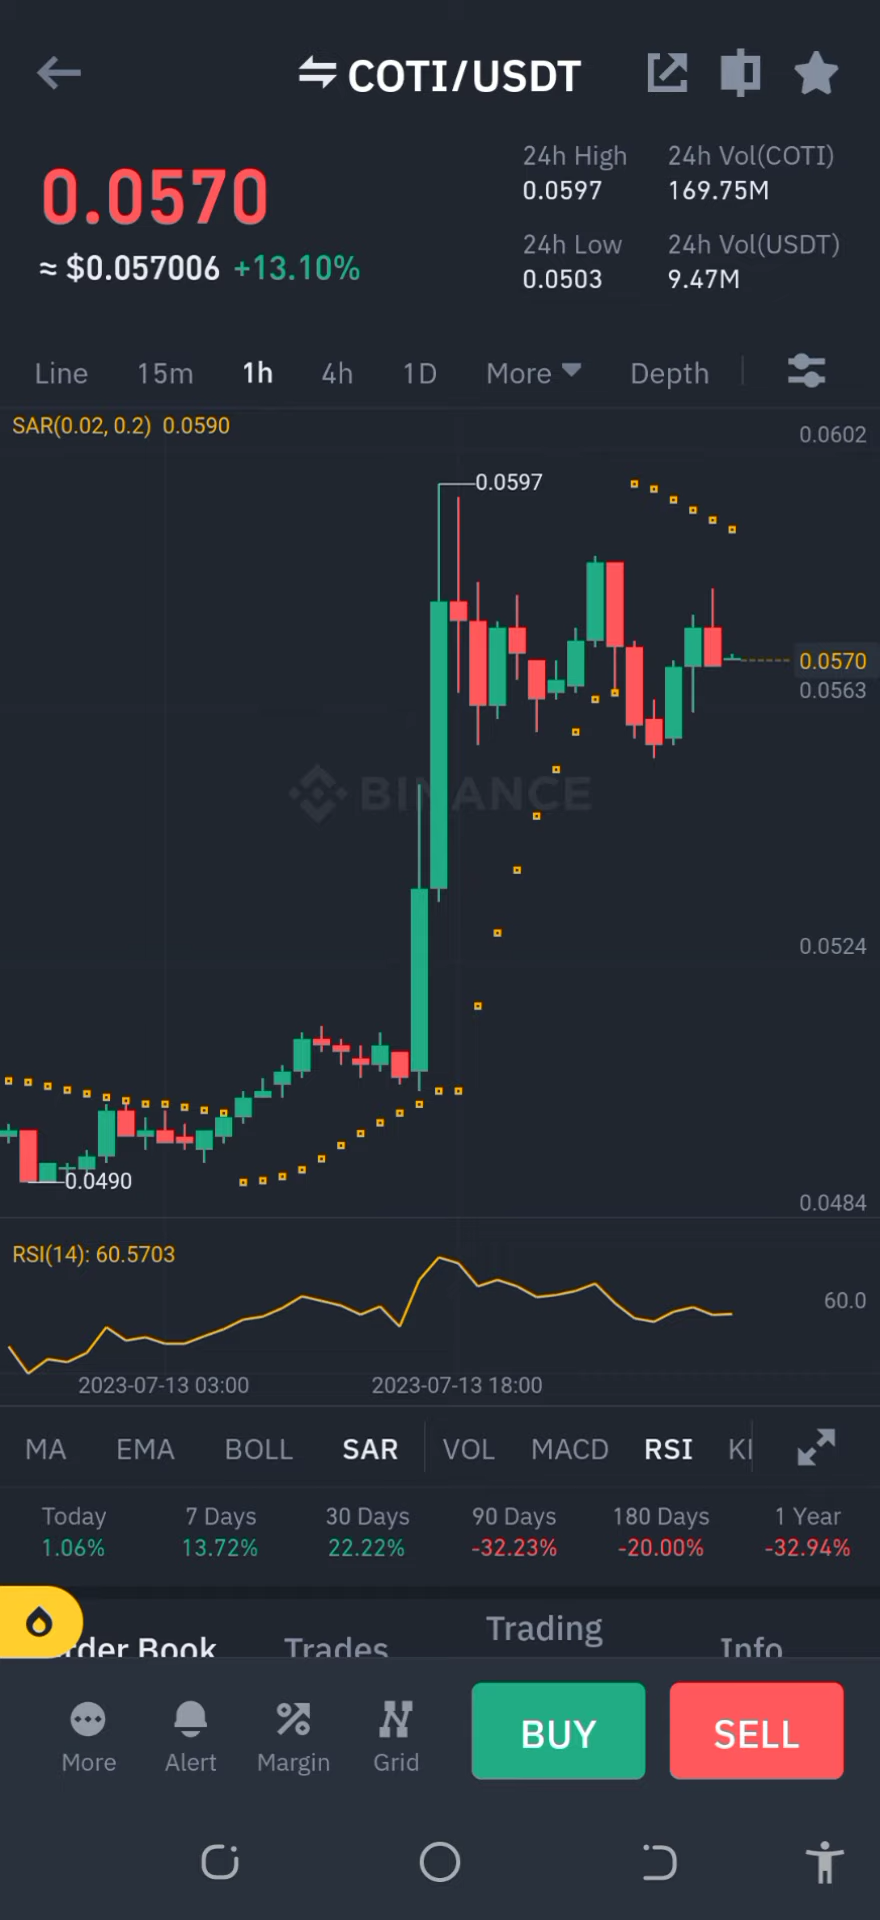 COTI/USDT
0.0570
≈ $0.057006 +13.10%
24h High
0.0597
24h Vol(COTI)
169.75M
24h Low
0.0503
24h Vol(USDT)
9.47M
Line 15m 1h 4h 1D More Depth
SAR(0.02, 0.2) 0.0590
0.0602
0.0597
0.0570
0.0563
BINANCE
0.0524
0.0490
0.0484
RSI(14): 60.5703
60.0
2023-07-13 03:00 2023-07-13 18:00
MA EMA BOLL SAR VOL MACD RSI
Today 7 Days 30 Days 90 Days 180 Days 1 Year
1.06% 13.72% 22.22% -32.23% -20.00% -32.94%
rder Book Trades Trading Info
More Alert Margin Grid BUY SELL